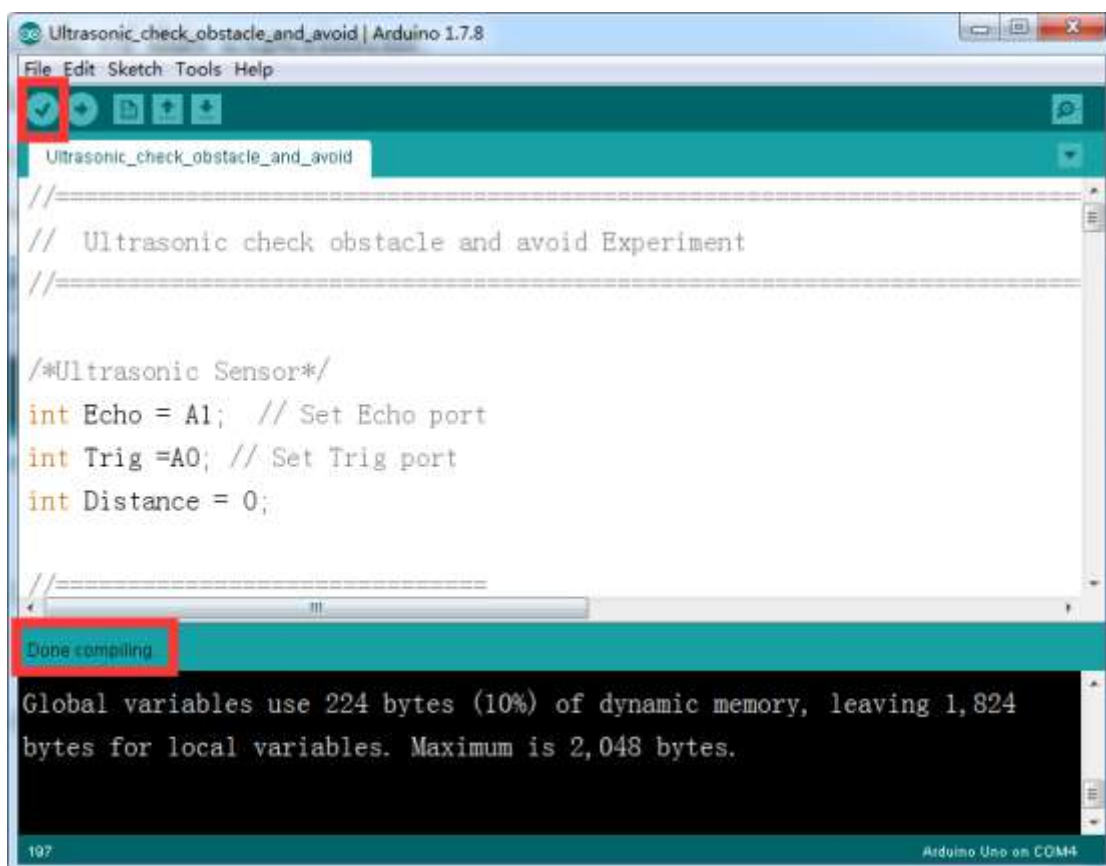 Ultrasonic_check_obstacle_and_avoid | Arduino 1.7.8
File Edit Sketch Tools Help
Ultrasonic_check_obstacle_and_avoid
//=========================================================================
// Ultrasonic check obstacle and avoid Experiment
//=========================================================================
/*Ultrasonic Sensor*/
int Echo = A1; // Set Echo port
int Trig =A0; // Set Trig port
int Distance = 0;
//==============================
Done compiling.
Global variables use 224 bytes (10%) of dynamic memory, leaving 1,824
bytes for local variables. Maximum is 2,048 bytes.
197
Arduino Uno on COM4